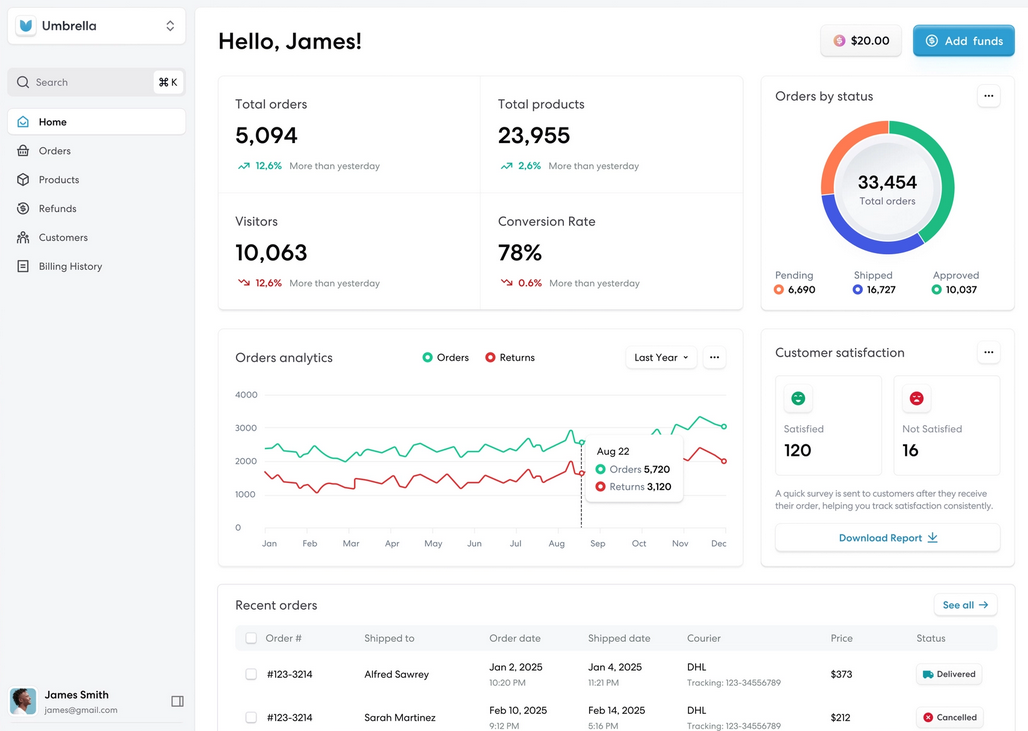 Umbrella
Search
⌘ K
Home
Orders
Products
Refunds
Customers
Billing History
James Smith
james@gmail.com
Hello, James!
$20.00
Add funds
Total orders
5,094
12,6% More than yesterday
Total products
23,955
2,6% More than yesterday
Visitors
10,063
12,6% More than yesterday
Conversion Rate
78%
0.6% More than yesterday
Orders by status
33,454
Total orders
Pending
6,690
Shipped
16,727
Approved
10,037
Orders analytics
Orders
Returns
Last Year
4000
3000
2000
1000
0
Jan Feb Mar Apr May Jun Jul Aug Sep Oct Nov Dec
Aug 22
Orders 5,720
Returns 3,120
Customer satisfaction
Satisfied
120
Not Satisfied
16
A quick survey is sent to customers after they receive
their order, helping you track satisfaction consistently.
Download Report
Recent orders
See all
Order # Shipped to Order date Shipped date Courier Price Status
#123-3214 Alfred Sawrey Jan 2, 2025 Jan 4, 2025 DHL $373 Delivered
10:20 PM 11:21 PM Tracking: 123-34556789
#123-3214 Sarah Martinez Feb 10, 2025 Feb 14, 2025 DHL $212 Cancelled
9:12 PM 5:16 PM Tracking: 123-34556789